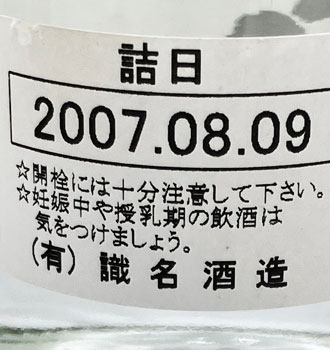 詰日
2007.08.09
☆開栓には十分注意して下さい。
☆妊娠中や授乳期の飲酒は
気をつけましょう。
(有) 識名酒造